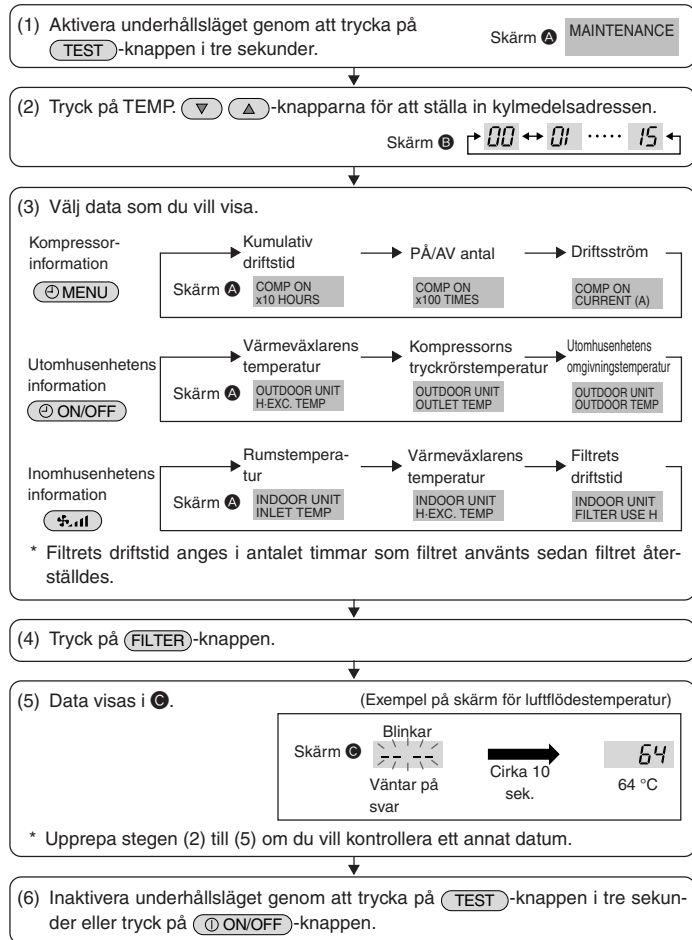 (1) Aktivera underhållsläget genom att trycka på
TEST -knappen i tre sekunder.
Skärm A MAINTENANCE
(2) Tryck på TEMP. ▽ △ -knapparna för att ställa in kylmedelsadressen.
Skärm B 00 ↔ 01 ····· 15
(3) Välj data som du vill visa.
Kompressor-
information
MENU
Kumulativ
driftstid
PÅ/AV antal
Driftsström
Skärm A
COMP ON
x10 HOURS
COMP ON
x100 TIMES
COMP ON
CURRENT (A)
Utomhusenhetens
information
ON/OFF
Värmeväxlarens
temperatur
Kompressorns
tryckrörstemperatur
Utomhusenhetens
omgivningstemperatur
Skärm A
OUTDOOR UNIT
H·EXC. TEMP
OUTDOOR UNIT
OUTLET TEMP
OUTDOOR UNIT
OUTDOOR TEMP
Inomhusenhetens
information
Rumstempera-
tur
Värmeväxlarens
temperatur
Filtrets
driftstid
Skärm A
INDOOR UNIT
INLET TEMP
INDOOR UNIT
H·EXC. TEMP
INDOOR UNIT
FILTER USE H
* Filtrets driftstid anges i antalet timmar som filtret använts sedan filtret åter-
ställdes.
(4) Tryck på FILTER-knappen.
(5) Data visas i C.
(Exempel på skärm för luftflödestemperatur)
Blinkar
Skärm C -- --
Väntar på
svar
Cirka 10
sek.
64
64 °C
* Upprepa stegen (2) till (5) om du vill kontrollera ett annat datum.
(6) Inaktivera underhållsläget genom att trycka på TEST -knappen i tre sekun-
der eller tryck på ON/OFF -knappen.